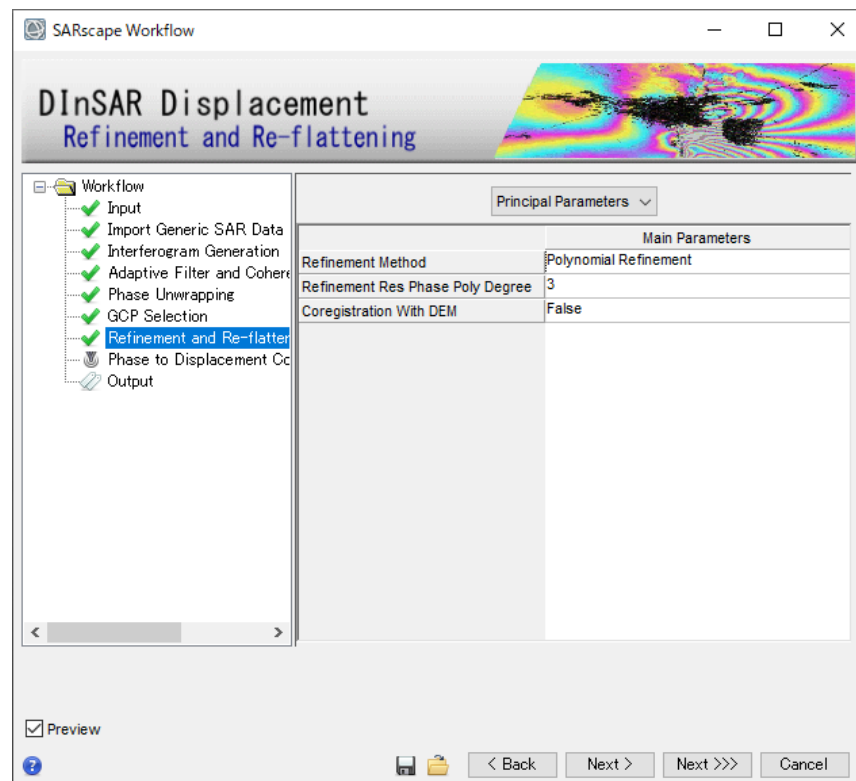 SARscape Workflow
DInSAR Displacement
Refinement and Re-flattening
Workflow
Input
Import Generic SAR Data
Interferogram Generation
Adaptive Filter and Cohere
Phase Unwrapping
GCP Selection
Refinement and Re-flatter
Phase to Displacement Co
Output
Principal Parameters
Main Parameters
Refinement Method Polynomial Refinement
Refinement Res Phase Poly Degree 3
Coregistration With DEM False
Preview
< Back Next > Next >>> Cancel